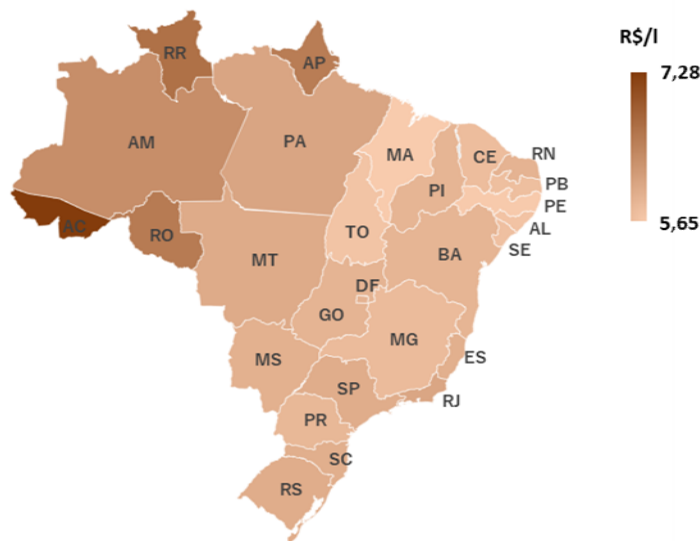 R$/l
7,28
5,65
RR
AP
AM
PA
MA
CE
RN
PB
PE
AL
SE
PI
AC
RO
TO
BA
MT
DF
GO
MG
ES
MS
SP
RJ
PR
SC
RS